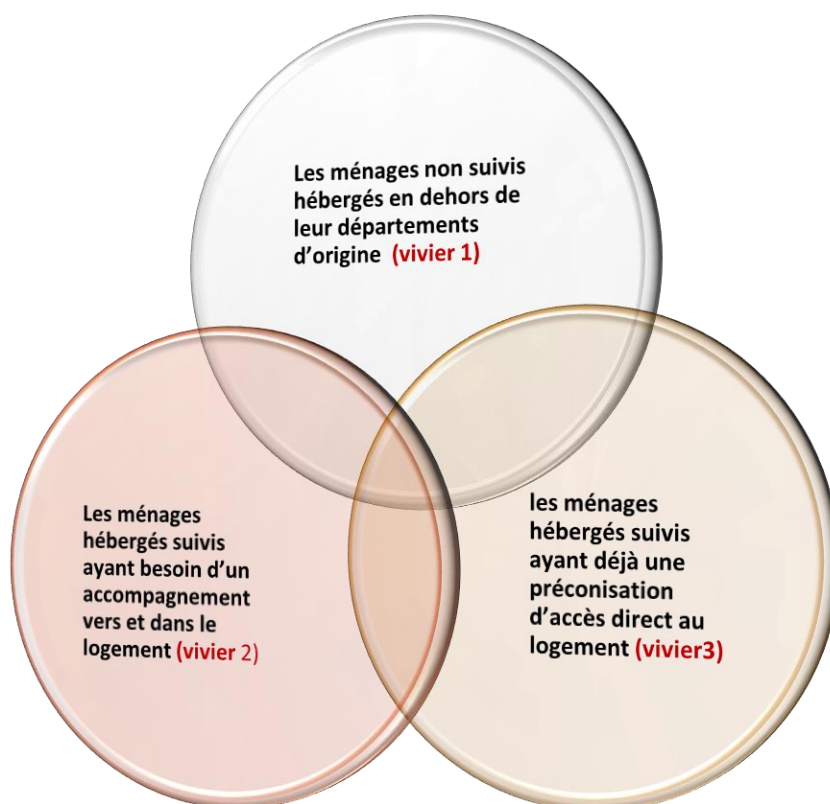 Les ménages non suivis
hébergés en dehors de
leur départements
d'origine (vivier 1)
Les ménages
hébergés suivis
ayant besoin d'un
accompagnement
vers et dans le
logement (vivier 2)
les ménages
hébergés suivis
ayant déjà une
préconisation
d'accès direct au
logement (vivier3)